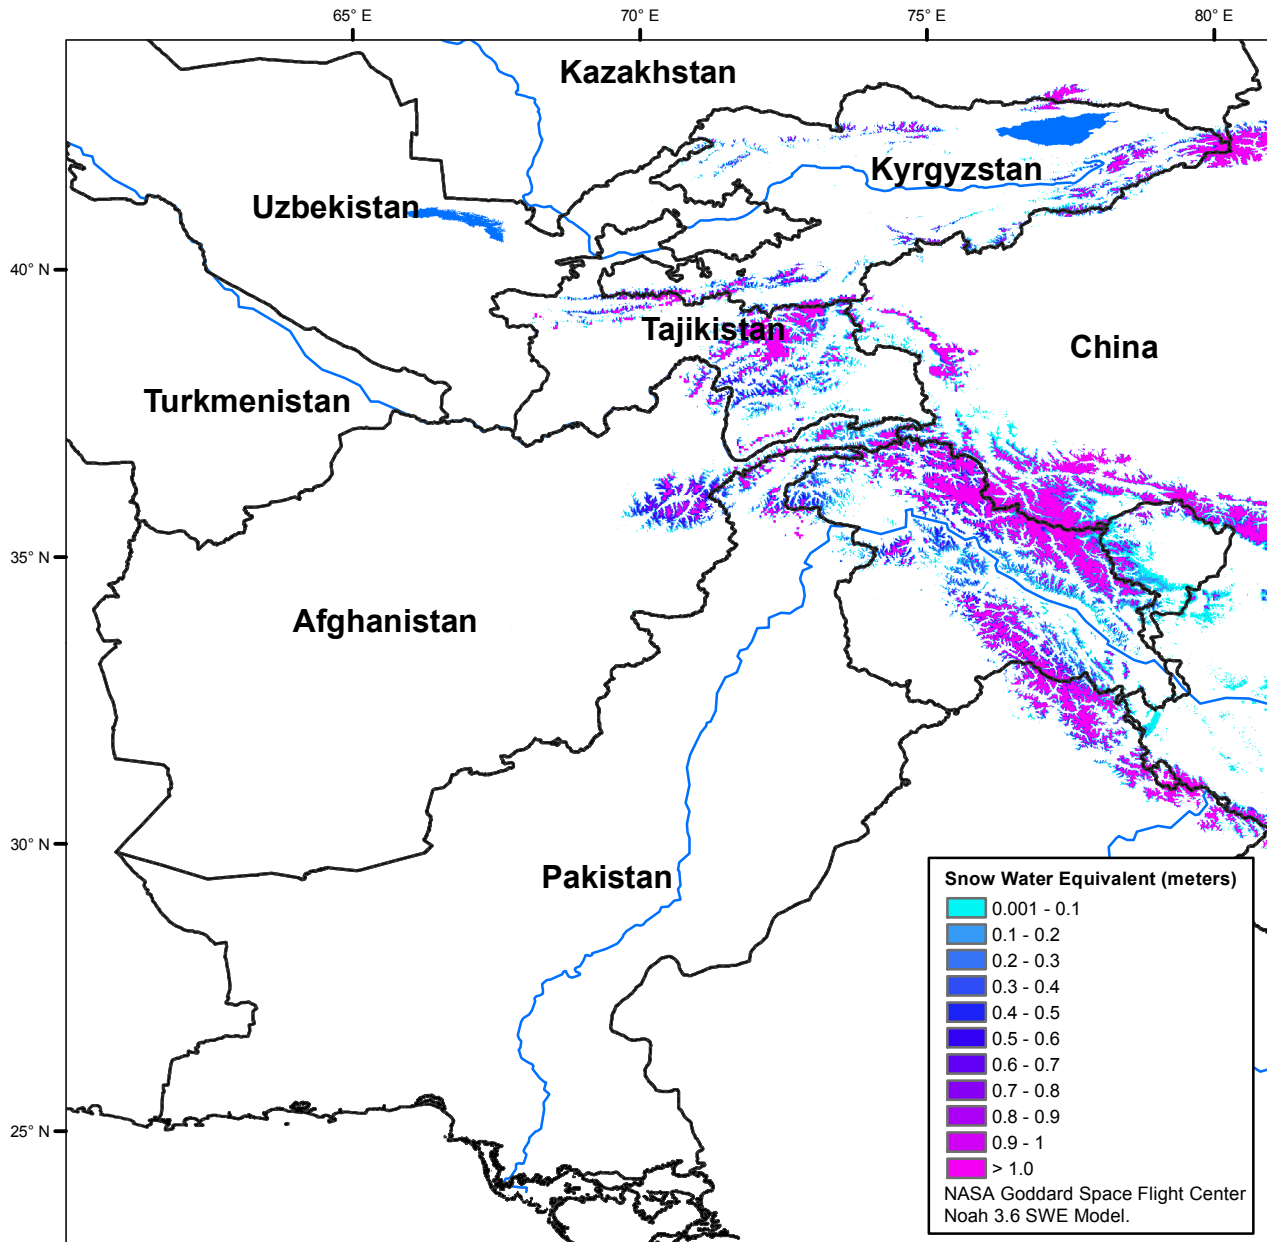 65° E
70° E
75° E
80° E
Kazakhstan
Kyrgyzstan
Uzbekistan
40° N
Tajikistan
China
Turkmenistan
35° N
Afghanistan
30° N
Pakistan
25° N
Snow Water Equivalent (meters)
0.001 - 0.1
0.1 - 0.2
0.2 - 0.3
0.3 - 0.4
0.4 - 0.5
0.5 - 0.6
0.6 - 0.7
0.7 - 0.8
0.8 - 0.9
0.9 - 1
> 1.0
NASA Goddard Space Flight Center
Noah 3.6 SWE Model.